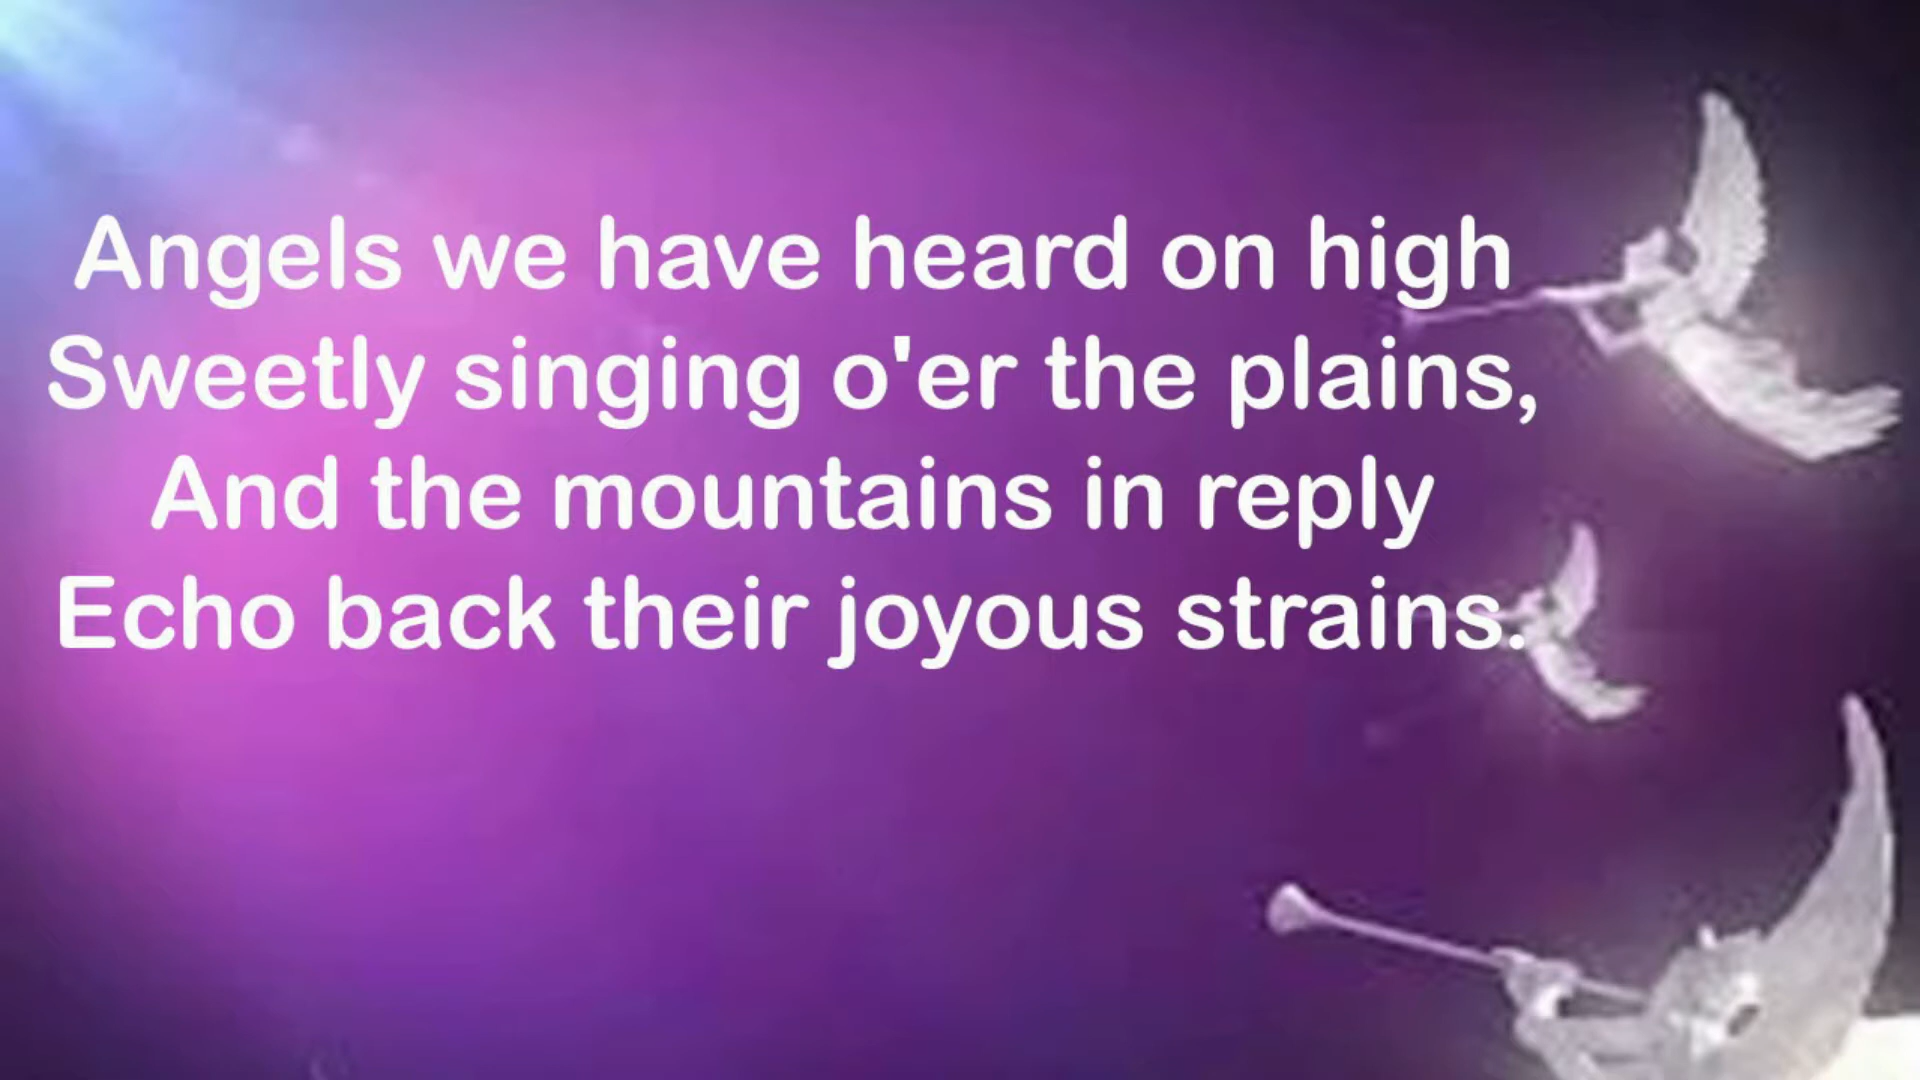 Angels we have heard on high
Sweetly singing o'er the plains,
And the mountains in reply
Echo back their joyous strains.